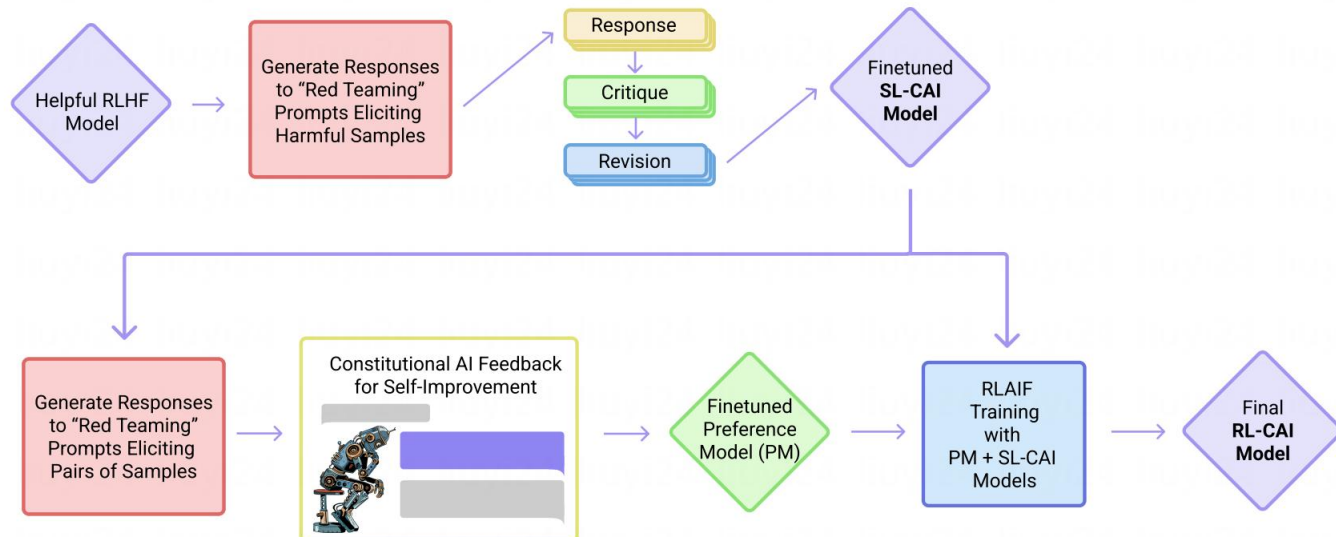 Helpful RLHF
Model
Generate Responses
to “Red Teaming”
Prompts Eliciting
Harmful Samples
Response
Critique
Revision
Finetuned
SL-CAI
Model
Generate Responses
to “Red Teaming”
Prompts Eliciting
Pairs of Samples
Constitutional AI Feedback
for Self-Improvement
Finetuned
Preference
Model (PM)
RLAIF
Training
with
PM + SL-CAI
Models
Final
RL-CAI
Model